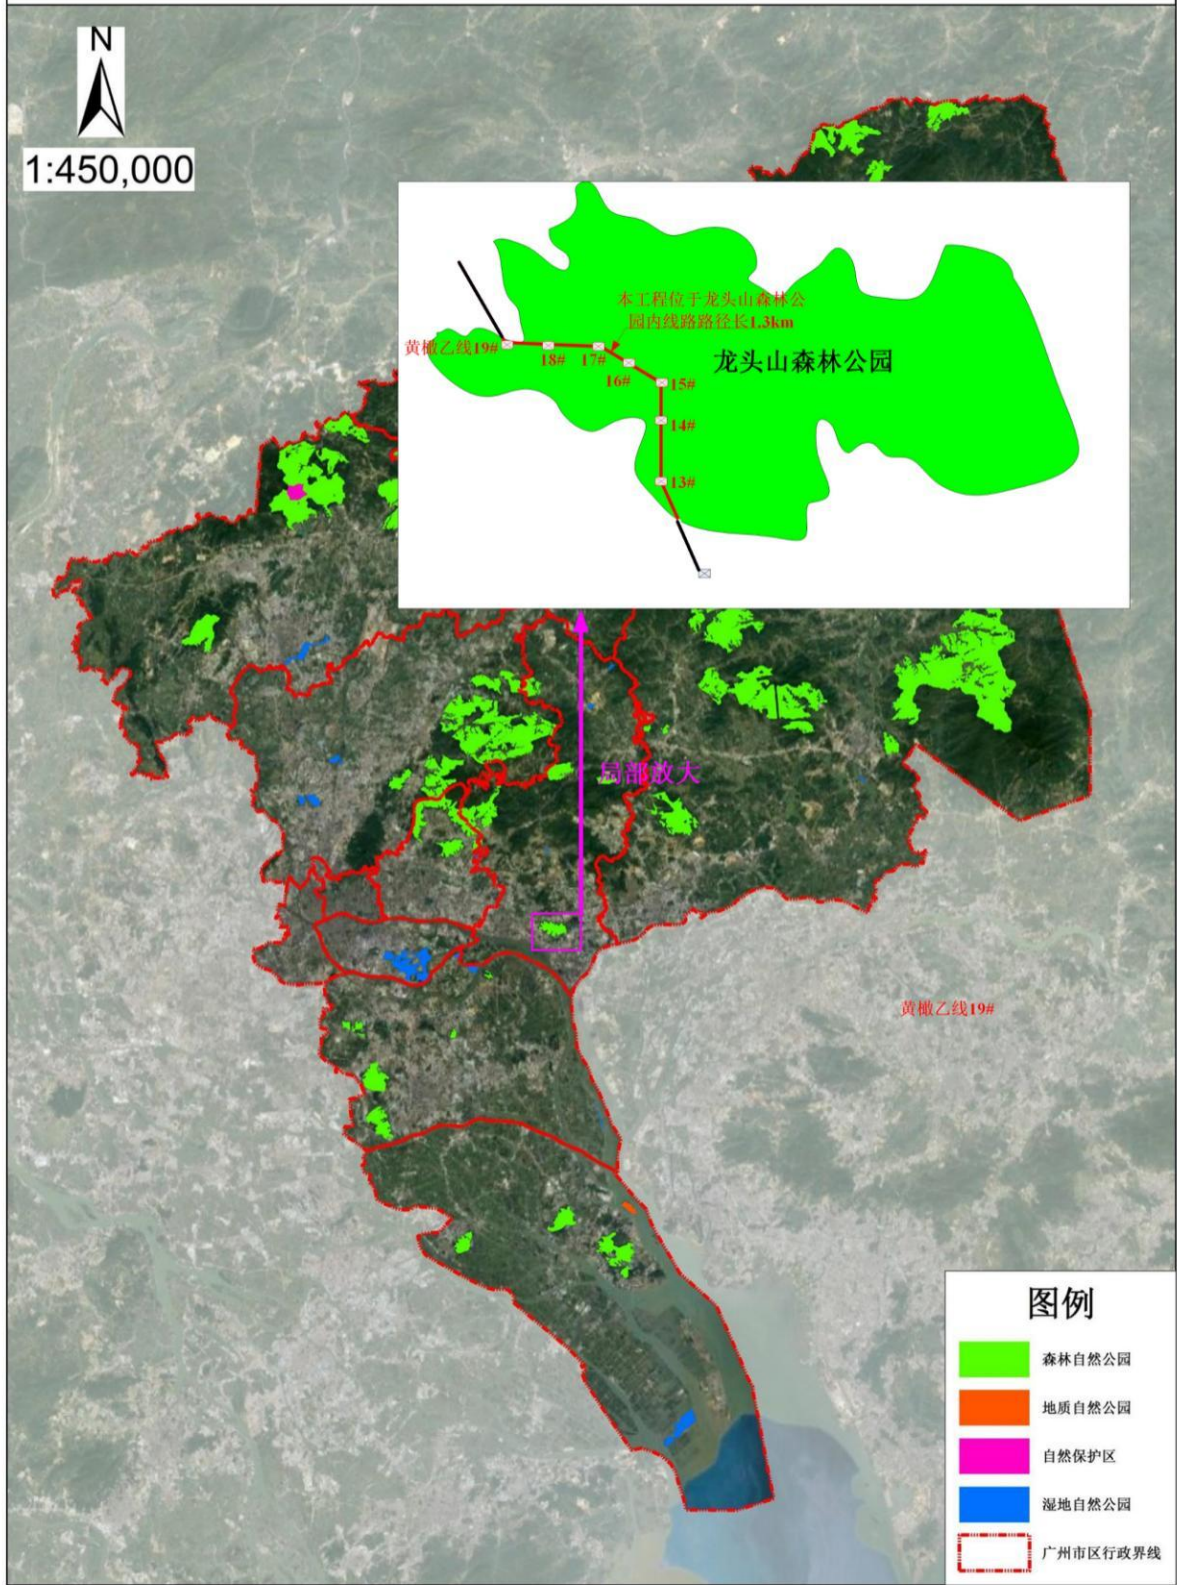 N
1:450,000
本工程位于龙头山森林公
园内线路路径长1.3km
黄橄乙线19#
18#
17#
16#
龙头山森林公园
15#
14#
13#
局部放大
黄橄乙线19#
图例
森林自然公园
地质自然公园
自然保护区
湿地自然公园
广州市区行政界线